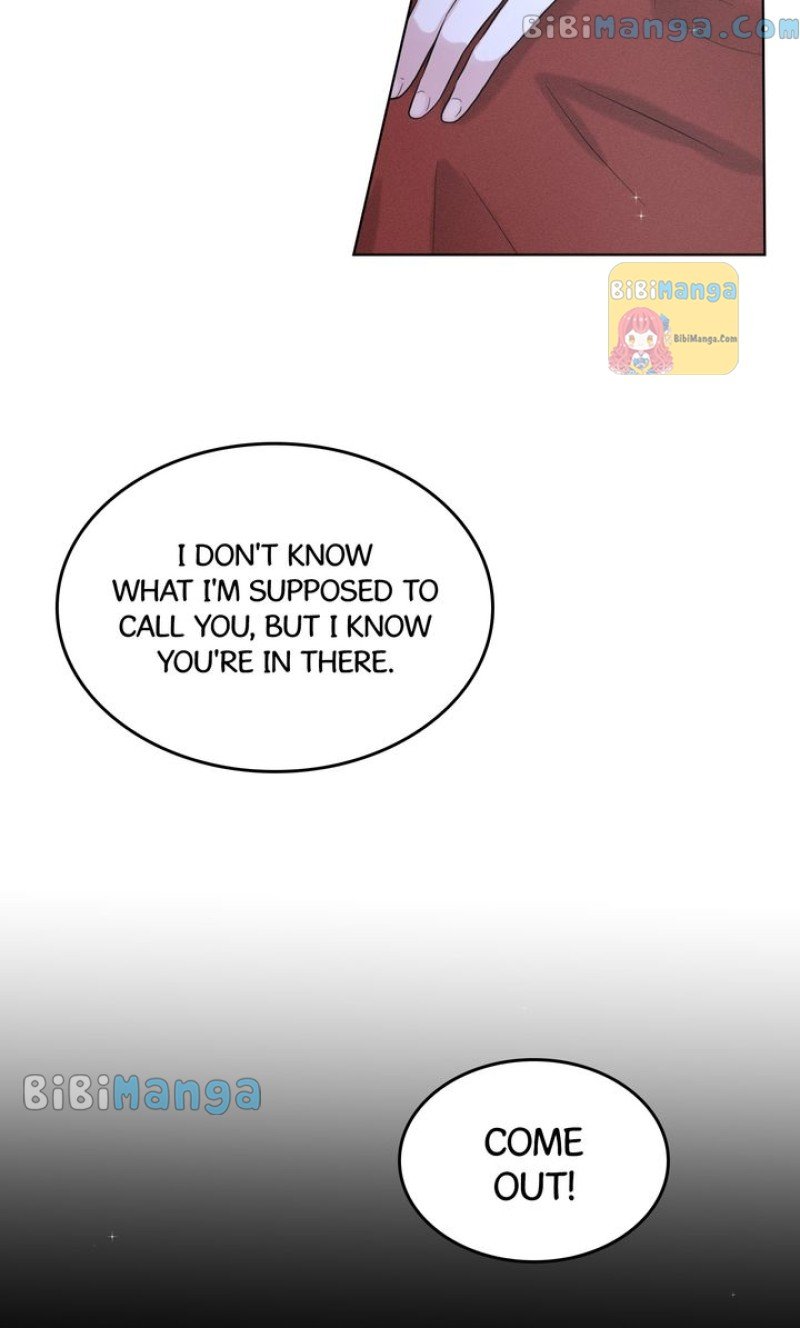 BiBiManga.Com
BiBiManga
BibiManga.Com
I DON'T KNOW
WHAT I'M SUPPOSED TO
CALL YOU, BUT I KNOW
YOU'RE IN THERE.
BiBiManga
COME
OUT!